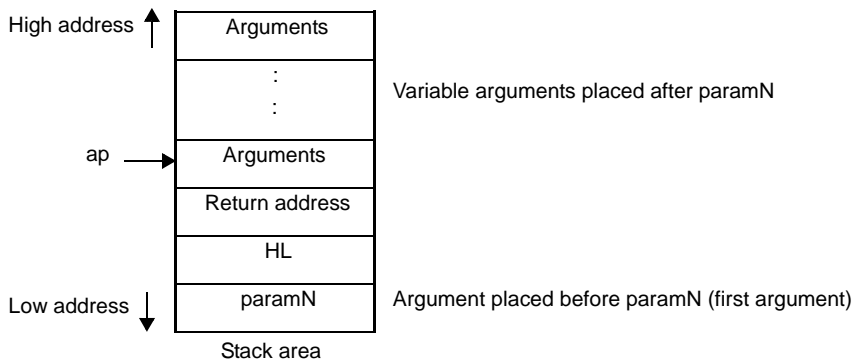 High address
Arguments
:
:
Variable arguments placed after paramN
ap
Arguments
Return address
HL
Low address
paramN
Argument placed before paramN (first argument)
Stack area